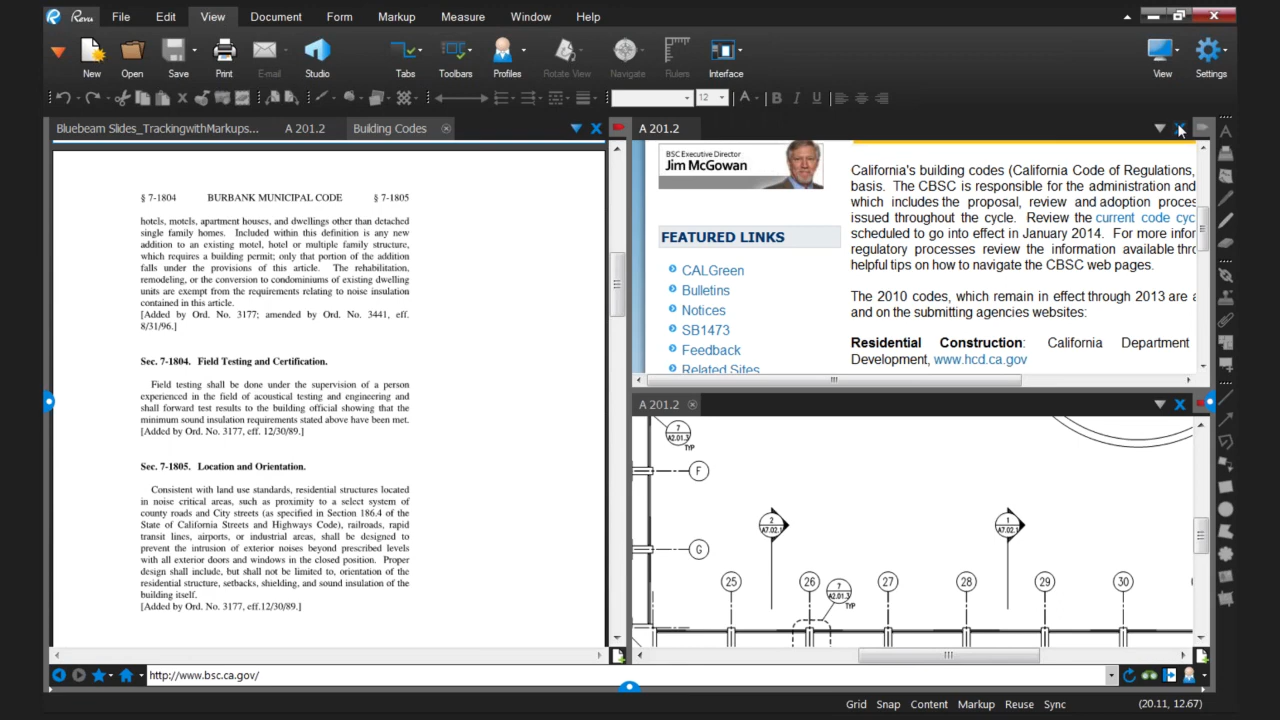 Revu File Edit View Document Form Markup Measure Window Help
New Open Save Print E-mail Studio Tabs Toolbars Profiles Rotate View Navigate Rulers Interface View Settings
12 A B I U
Bluebeam Slides_TrackingwithMarkups... A 201.2 Building Codes
§ 7-1804 BURBANK MUNICIPAL CODE § 7-1805
hotels, motels, apartment houses, and dwellings other than detached
single family homes. Included within this definition is any new
addition to an existing motel, hotel or multiple family structure,
which requires a building permit; only that portion of the addition
falls under the provisions of this article. The rehabilitation,
remodeling, or the conversion to condominiums of existing dwelling
units are exempt from the requirements relating to noise insulation
contained in this article.
[Added by Ord. No. 3177; amended by Ord. No. 3441, eff.
8/31/96.]
Sec. 7-1804. Field Testing and Certification.
Field testing shall be done under the supervision of a person
experienced in the field of acoustical testing and engineering and
shall forward test results to the building official showing that the
minimum sound insulation requirements stated above have been met.
[Added by Ord. No. 3177, eff. 12/30/89.]
Sec. 7-1805. Location and Orientation.
Consistent with land use standards, residential structures located
in noise critical areas, such as proximity to a select system of
county roads and City streets (as specified in Section 186.4 of the
State of California Streets and Highways Code), railroads, rapid
transit lines, airports, or industrial areas, shall be designed to
prevent the intrusion of exterior noises beyond prescribed levels
with all exterior doors and windows in the closed position. Proper
design shall include, but shall not be limited to, orientation of the
residential structure, setbacks, shielding, and sound insulation of the
building itself.
[Added by Ord. No. 3177, eff.12/30/89.]
A 201.2
BSC Executive Director
Jim McGowan
FEATURED LINKS
CALGreen
Bulletins
Notices
SB1473
Feedback
Related Sites
California's building codes (California Code of Regulations,
basis. The CBSC is responsible for the administration and
which includes the proposal, review and adoption proces
issued throughout the cycle. Review the current code cyc
scheduled to go into effect in January 2014. For more infor
regulatory processes review the information available thro
helpful tips on how to navigate the CBSC web pages.
The 2010 codes, which remain in effect through 2013 are a
and on the submitting agencies websites:
Residential Construction: California Department
Development, www.hcd.ca.gov
A 201.2
7
A2.01.3
TYP
F
2
A7.02.1
1
A7.02.1
G
25 26 27 28 29 30
7
A2.01.3
TYP
http://www.bsc.ca.gov/
Grid Snap Content Markup Reuse Sync (20.11, 12.67)